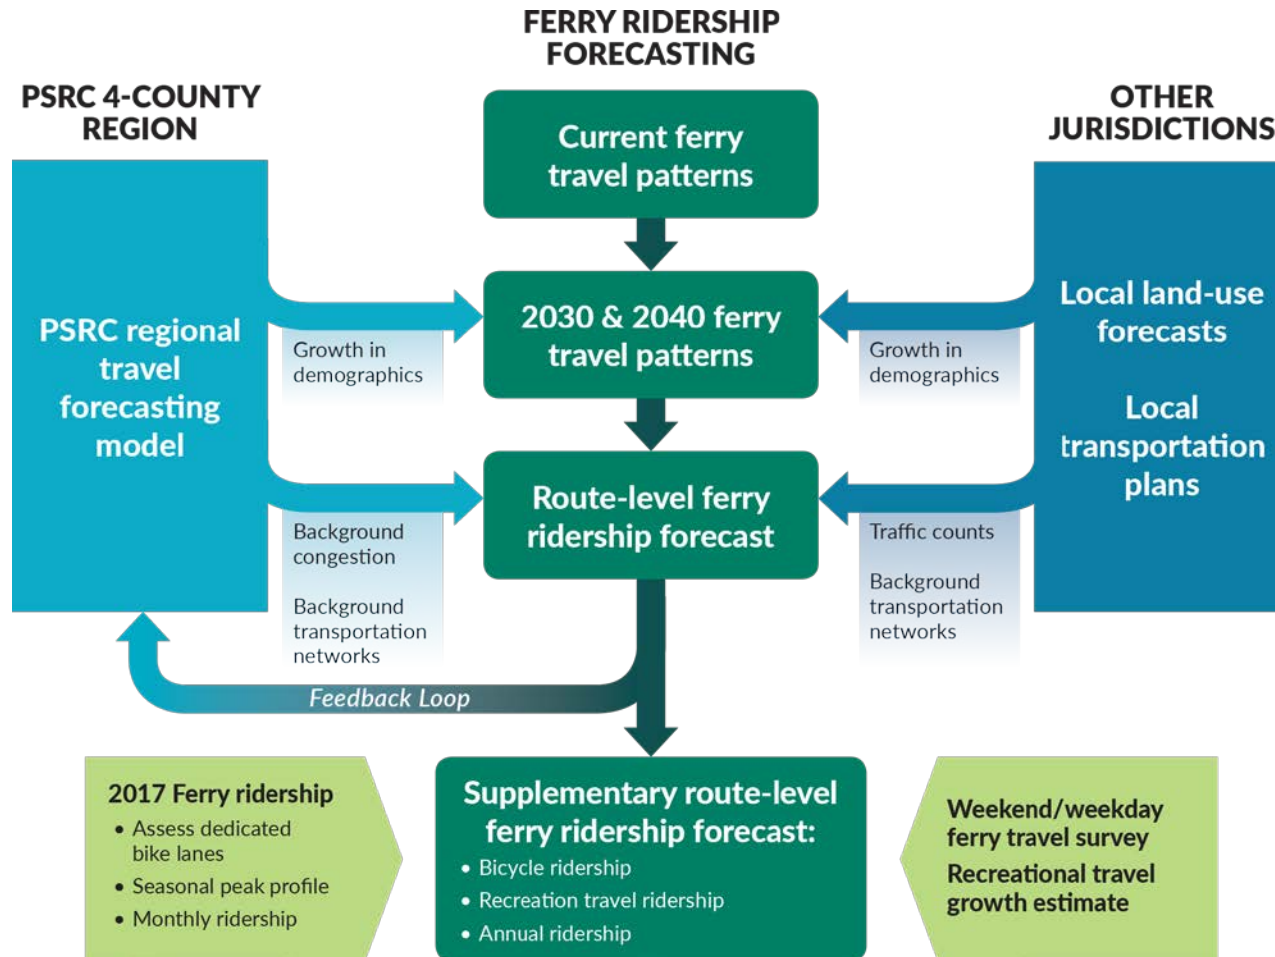 FERRY RIDERSHIP
FORECASTING
PSRC 4-COUNTY
REGION
OTHER
JURISDICTIONS
Current ferry
travel patterns
PSRC regional
travel
forecasting
model
Growth in
demographics
2030 & 2040 ferry
travel patterns
Growth in
demographics
Local land-use
forecasts
Local
transportation
plans
Background
congestion
Background
transportation
networks
Route-level ferry
ridership forecast
Traffic counts
Background
transportation
networks
Feedback Loop
2017 Ferry ridership
• Assess dedicated
bike lanes
• Seasonal peak profile
• Monthly ridership
Supplementary route-level
ferry ridership forecast:
• Bicycle ridership
• Recreation travel ridership
• Annual ridership
Weekend/weekday
ferry travel survey
Recreational travel
growth estimate